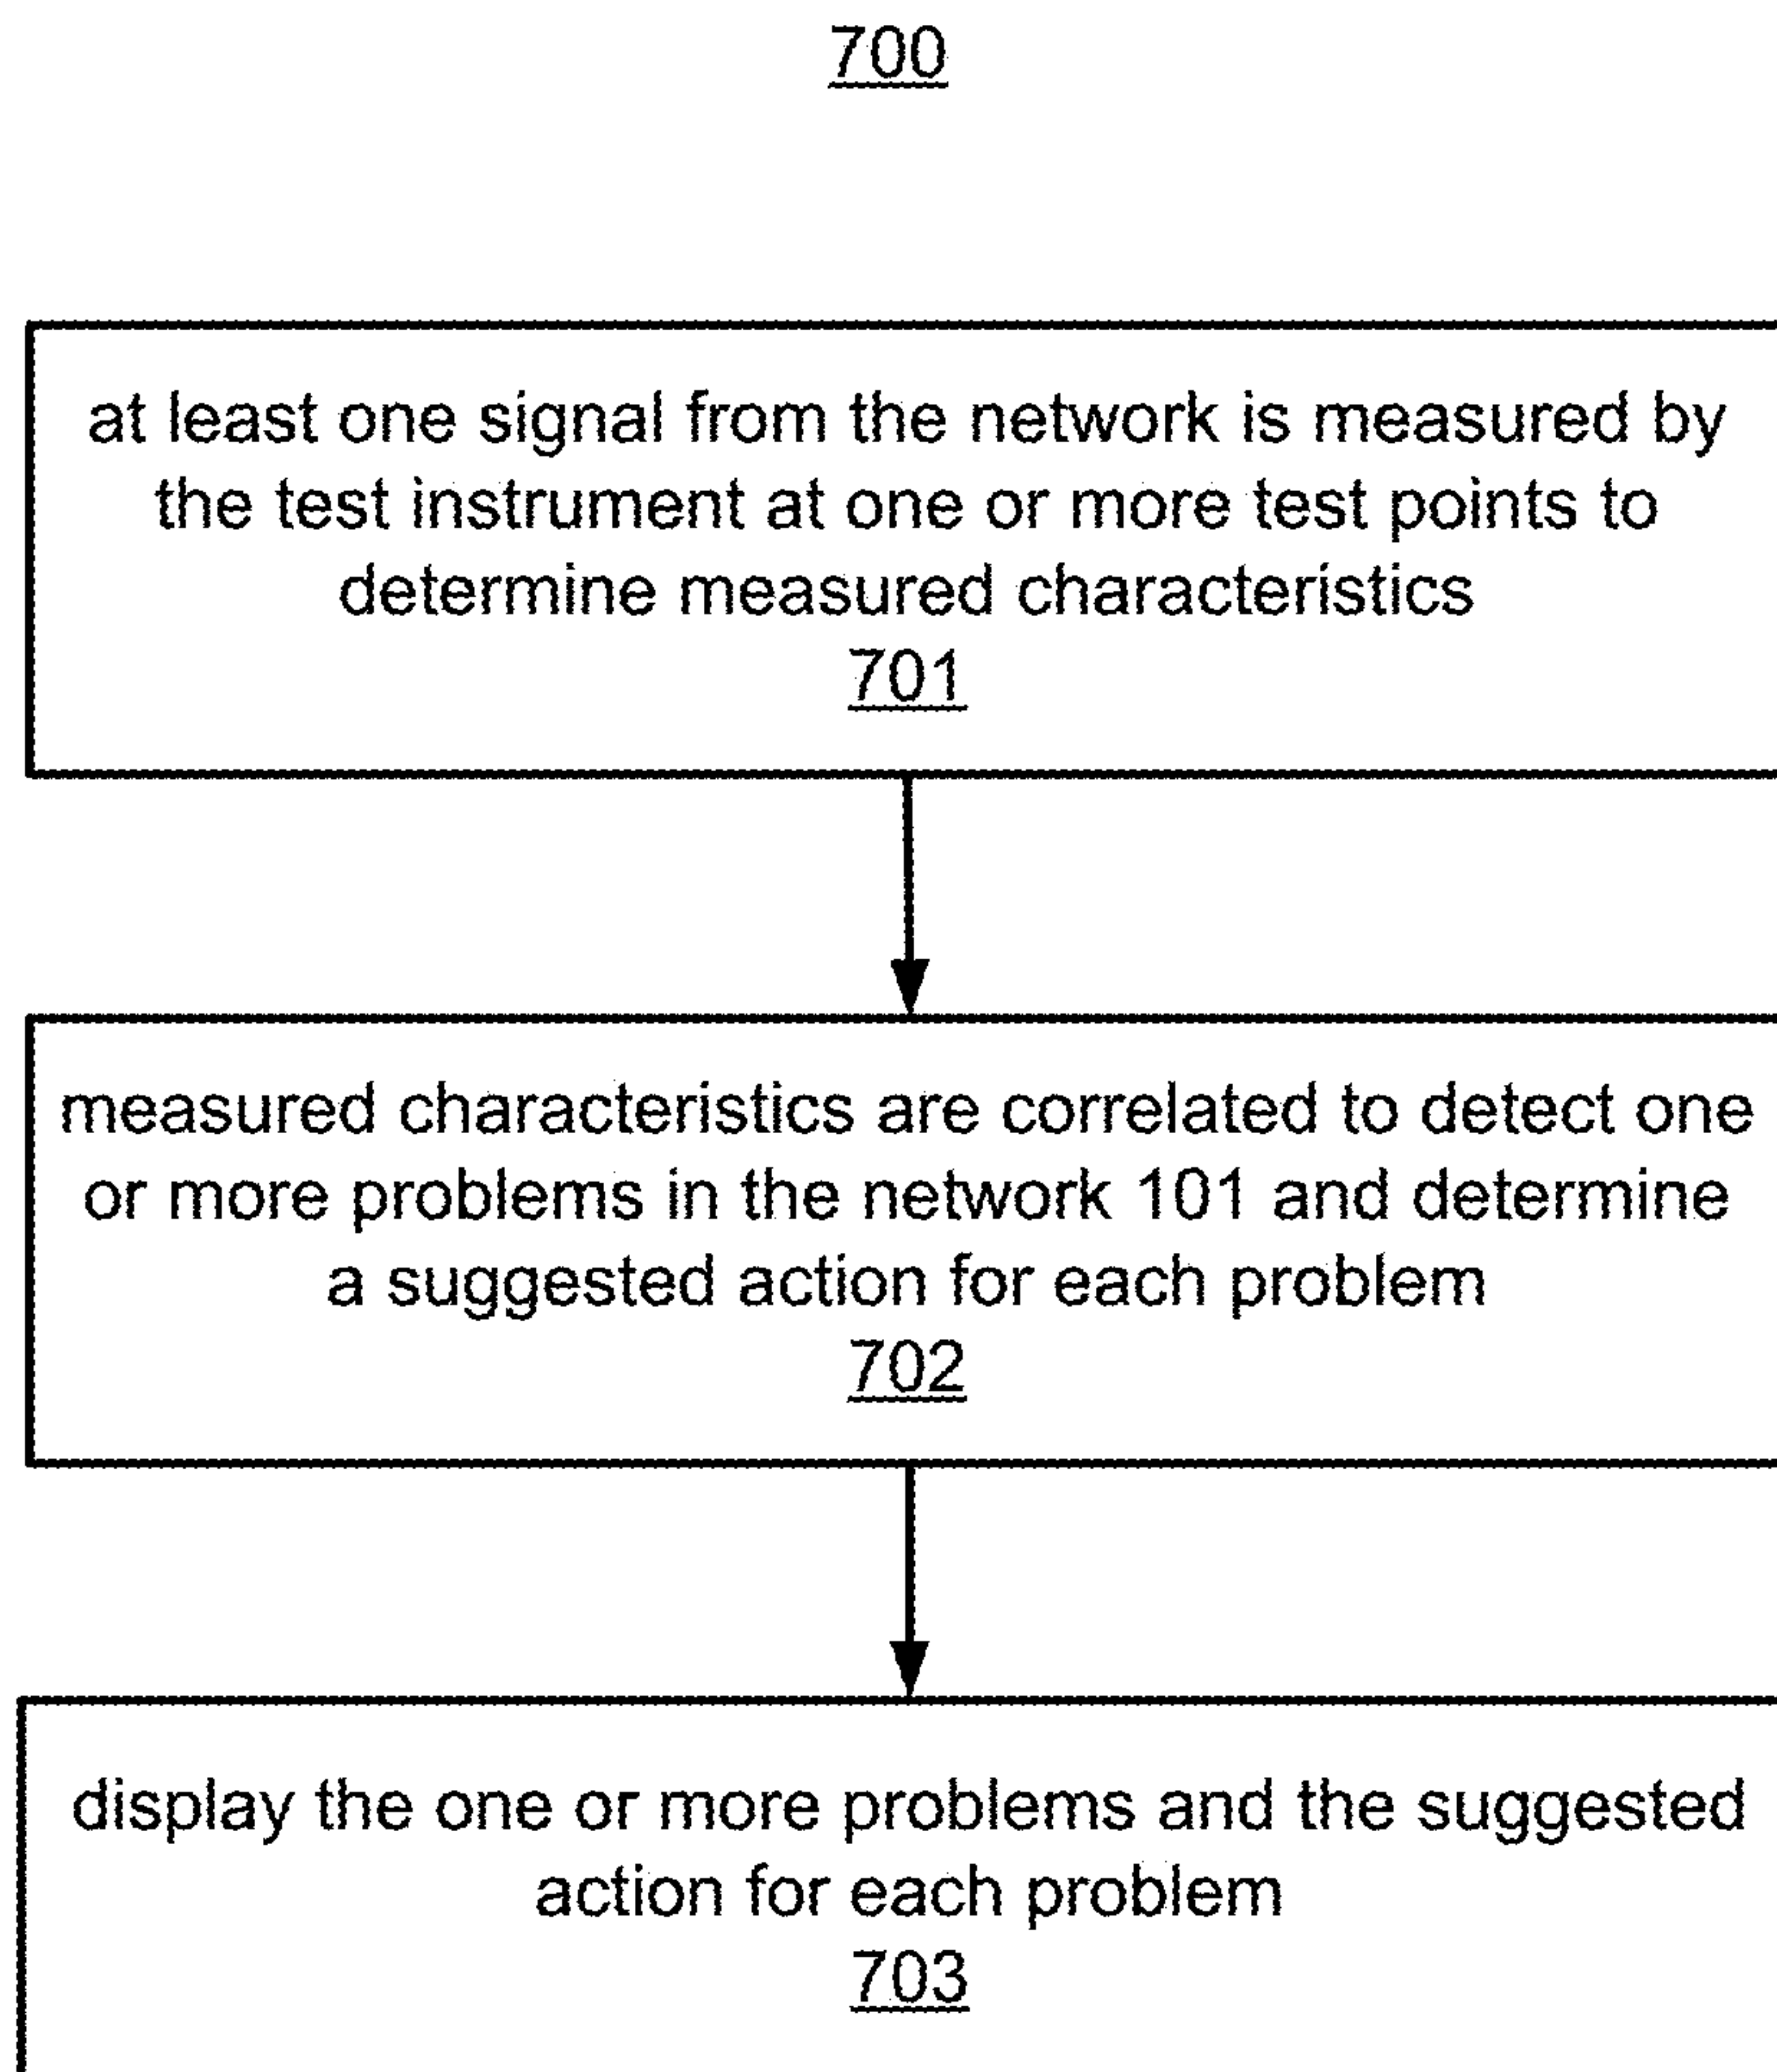 700
at least one signal from the network is measured by
the test instrument at one or more test points to
determine measured characteristics
701
measured characteristics are correlated to detect one
or more problems in the network 101 and determine
a suggested action for each problem
702
display the one or more problems and the suggested
action for each problem
703